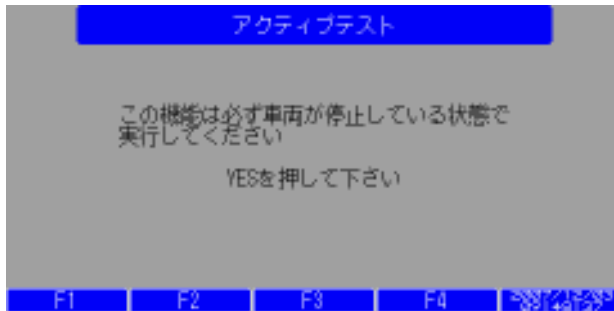 アクティブテスト
この機能は必ず車両が停止している状態で
実行してください
YESを押して下さい
F1 F2 F3 F4